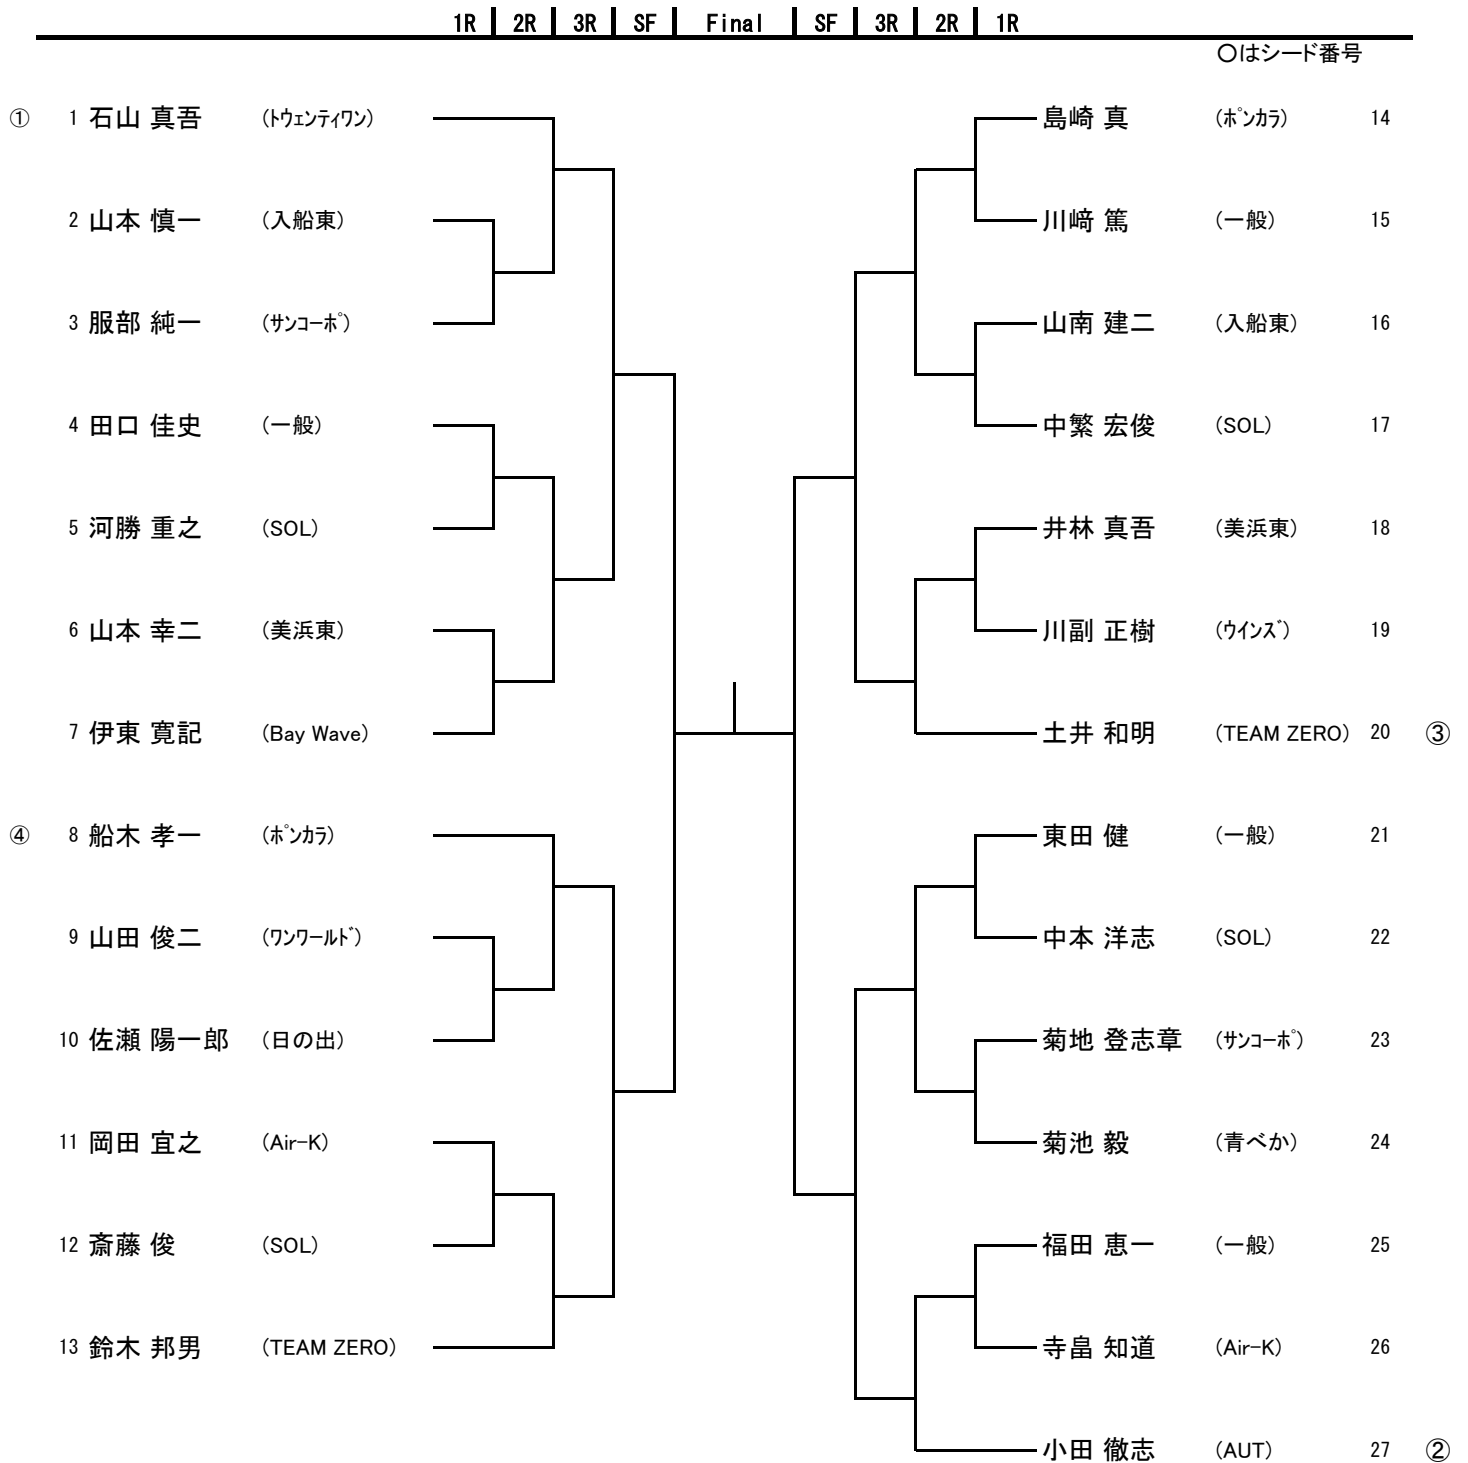 1R 2R 3R SF Final SF 3R 2R 1R
〇はシード番号
① 1 石山 真吾 (ﾄｳｪﾝﾃｨﾜﾝ) 島崎 真 (ﾎﾟﾝｶﾗ) 14
2 山本 慎一 (入船東) 川﨑 篤 (一般) 15
3 服部 純一 (ｻﾝｺｰﾎﾟ) 山南 建二 (入船東) 16
4 田口 佳史 (一般) 中繁 宏俊 (SOL) 17
5 河勝 重之 (SOL) 井林 真吾 (美浜東) 18
6 山本 幸二 (美浜東) 川副 正樹 (ｳｲﾝｽﾞ) 19
7 伊東 寛記 (Bay Wave) 土井 和明 (TEAM ZERO) 20 ③
④ 8 船木 孝一 (ﾎﾟﾝｶﾗ) 東田 健 (一般) 21
9 山田 俊二 (ﾜﾝﾜｰﾙﾄﾞ) 中本 洋志 (SOL) 22
10 佐瀬 陽一郎 (日の出) 菊地 登志章 (ｻﾝｺｰﾎﾟ) 23
11 岡田 宜之 (Air-K) 菊池 毅 (青べか) 24
12 斎藤 俊 (SOL) 福田 恵一 (一般) 25
13 鈴木 邦男 (TEAM ZERO) 寺畠 知道 (Air-K) 26
小田 徹志 (AUT) 27 ②